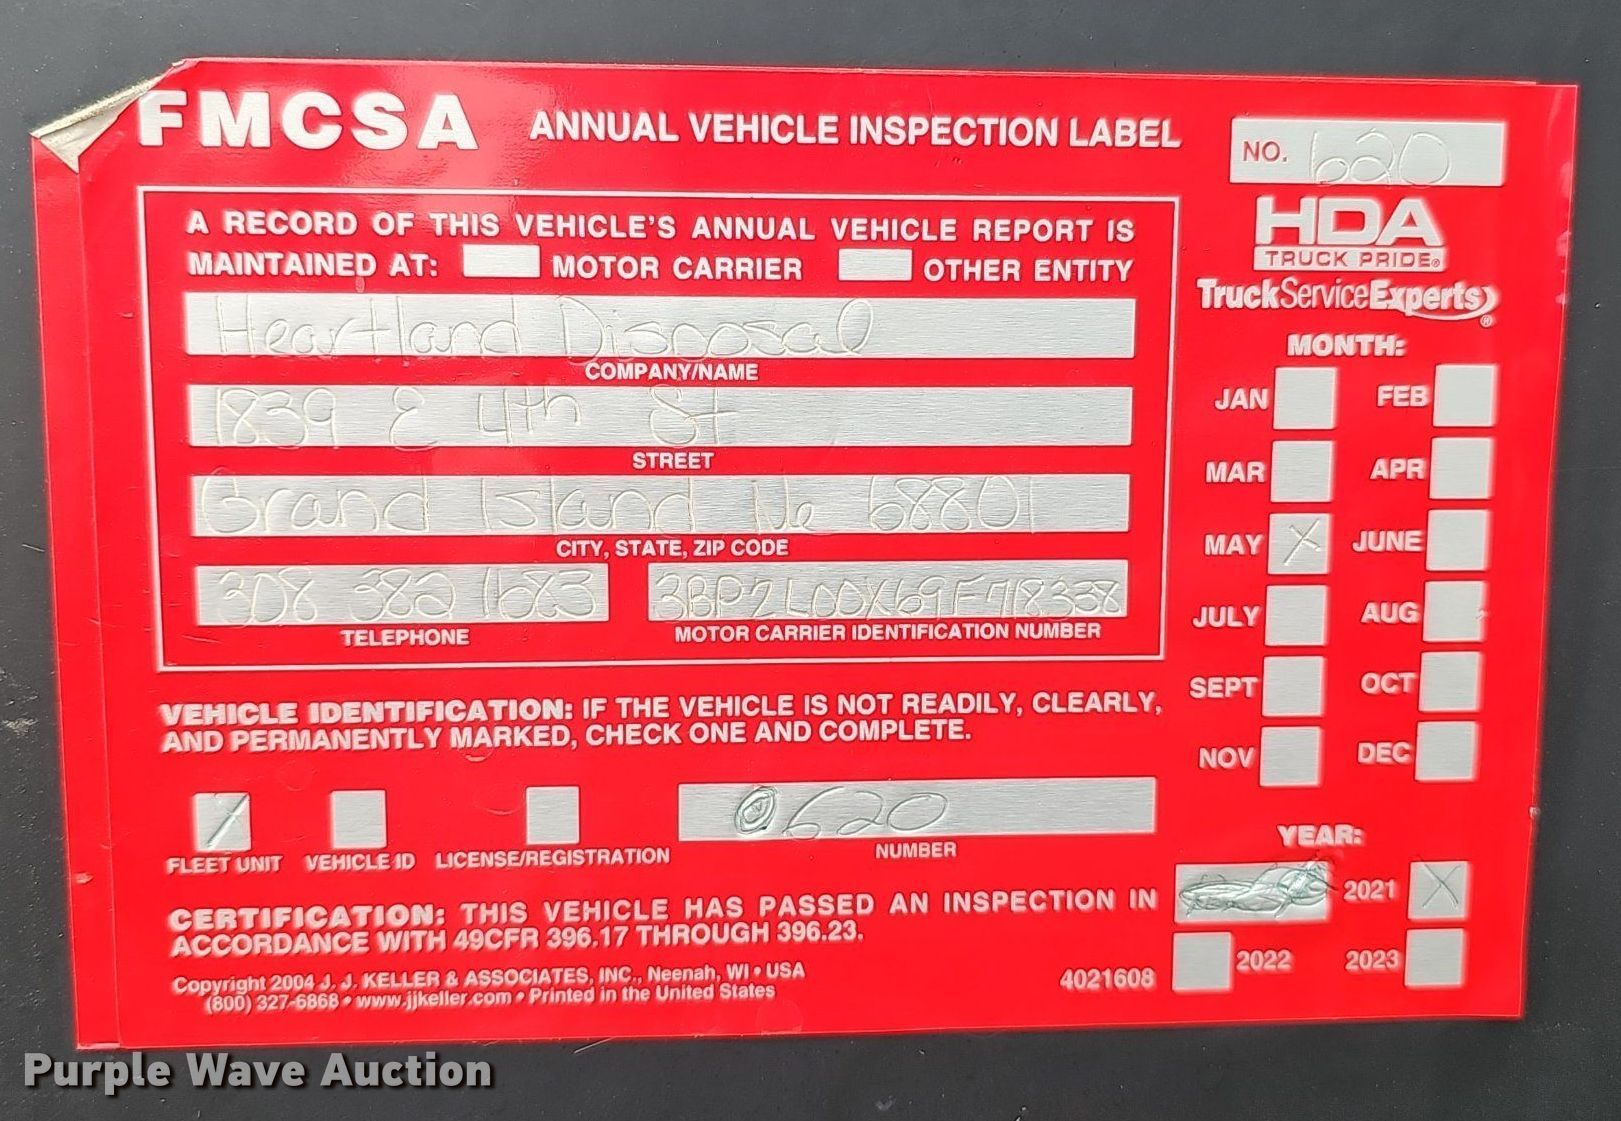 FMCSA ANNUAL VEHICLE INSPECTION LABEL
NO. 620
HDA
TRUCK PRIDE®
TruckServiceExperts®
A RECORD OF THIS VEHICLE'S ANNUAL VEHICLE REPORT IS
MAINTAINED AT: MOTOR CARRIER OTHER ENTITY
Heartland Disposal
COMPANY/NAME
1839 E 4th St
STREET
Grand Island Ne 68801
CITY, STATE, ZIP CODE
308 382 1683 3BP2L00X69F718338
TELEPHONE MOTOR CARRIER IDENTIFICATION NUMBER
VEHICLE IDENTIFICATION: IF THE VEHICLE IS NOT READILY, CLEARLY,
AND PERMANENTLY MARKED, CHECK ONE AND COMPLETE.
620
FLEET UNIT VEHICLE ID LICENSE/REGISTRATION NUMBER
CERTIFICATION: THIS VEHICLE HAS PASSED AN INSPECTION IN
ACCORDANCE WITH 49CFR 396.17 THROUGH 396.23.
Copyright 2004 J. J. KELLER & ASSOCIATES, INC., Neenah, WI • USA
(800) 327-6868 • www.jjkeller.com • Printed in the United States
4021608
MONTH:
JAN FEB
MAR APR
MAY X JUNE
JULY AUG
SEPT OCT
NOV DEC
YEAR:
2021 X
2022 2023
Purple Wave Auction